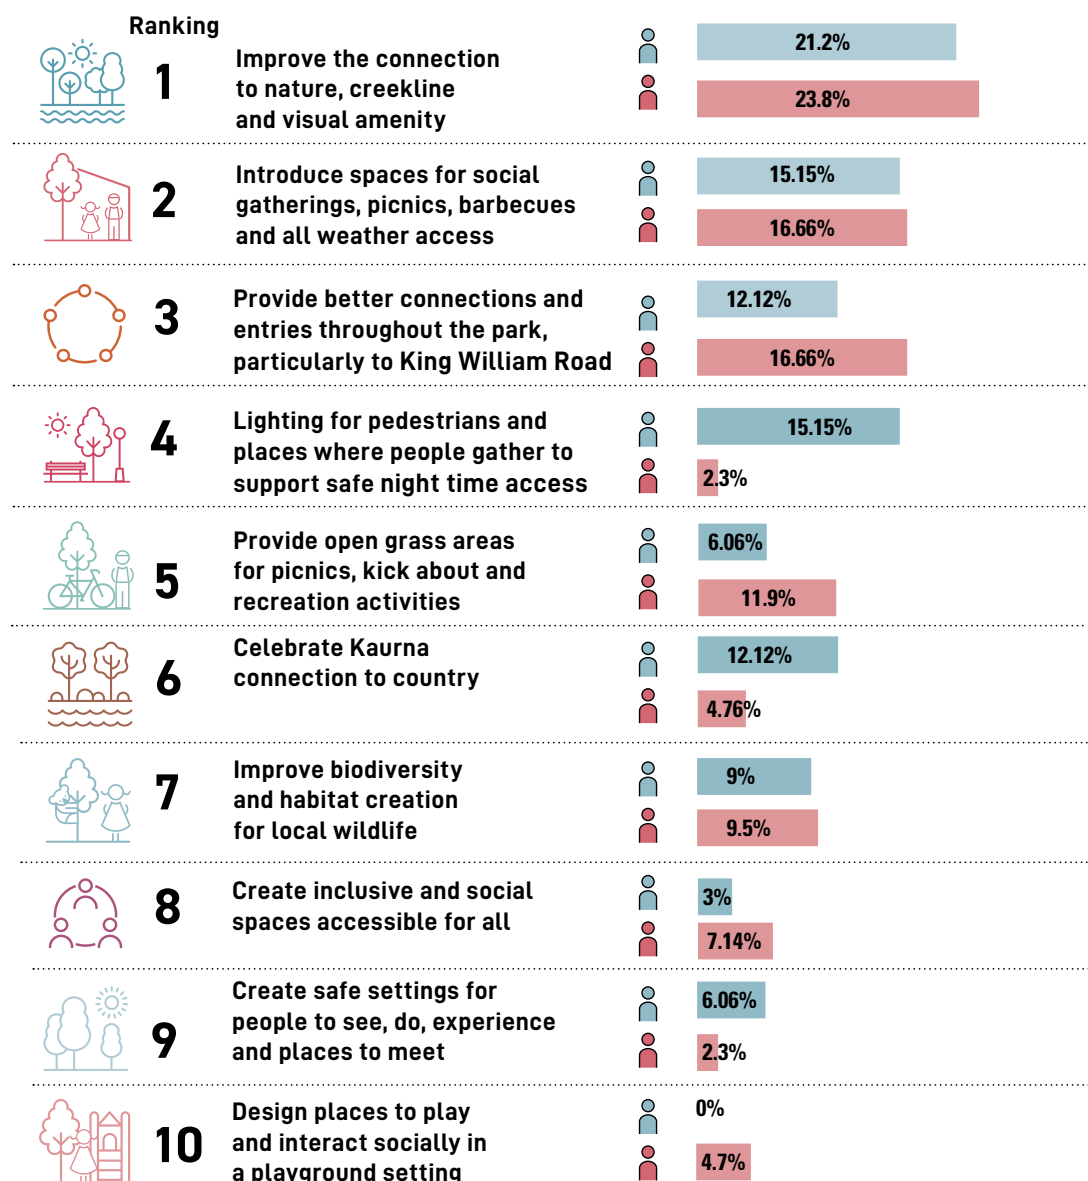 Ranking
1
Improve the connection
to nature, creekline
and visual amenity
21.2%
23.8%
2
Introduce spaces for social
gatherings, picnics, barbecues
and all weather access
15.15%
16.66%
3
Provide better connections and
entries throughout the park,
particularly to King William Road
12.12%
16.66%
4
Lighting for pedestrians and
places where people gather to
support safe night time access
15.15%
2.3%
5
Provide open grass areas
for picnics, kick about and
recreation activities
6.06%
11.9%
6
Celebrate Kaurna
connection to country
12.12%
4.76%
7
Improve biodiversity
and habitat creation
for local wildlife
9%
9.5%
8
Create inclusive and social
spaces accessible for all
3%
7.14%
9
Create safe settings for
people to see, do, experience
and places to meet
6.06%
2.3%
10
Design places to play
and interact socially in
a playground setting
0%
4.7%